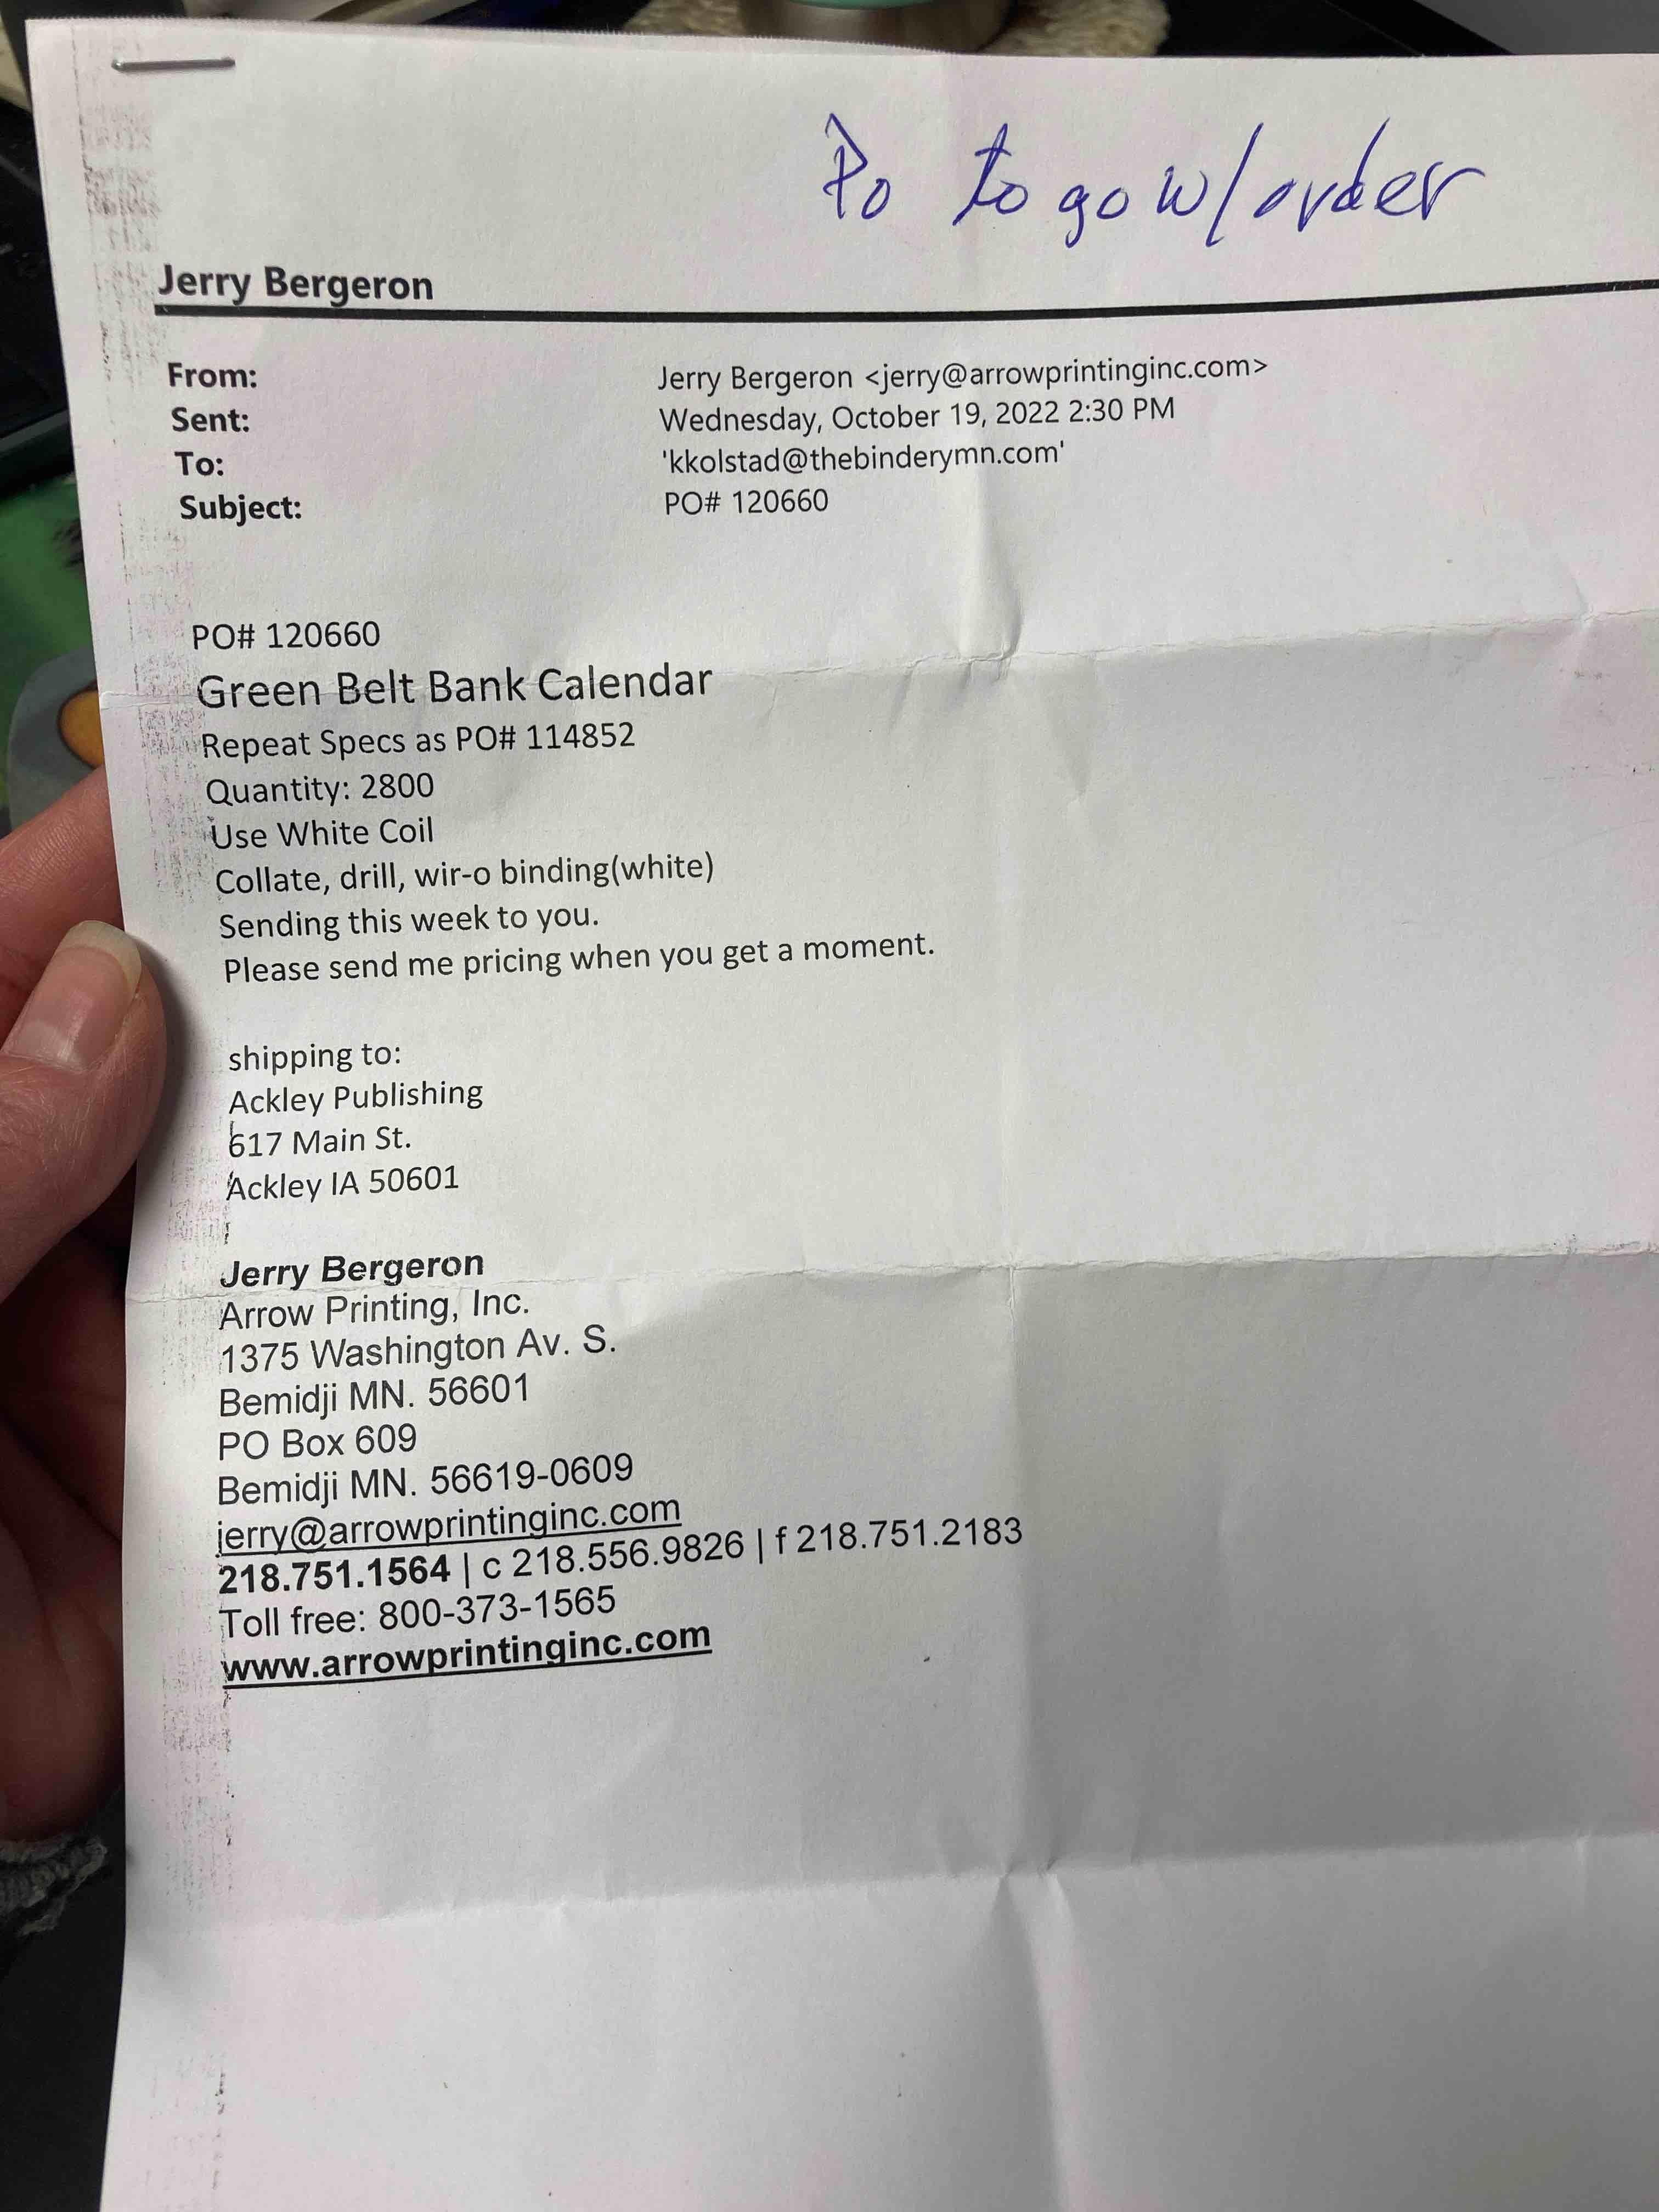 Po to go w/order
Jerry Bergeron
From: Jerry Bergeron <jerry@arrowprintinginc.com>
Sent: Wednesday, October 19, 2022 2:30 PM
To: 'kkolstad@thebinderymn.com'
Subject: PO# 120660
PO# 120660
Green Belt Bank Calendar
Repeat Specs as PO# 114852
Quantity: 2800
Use White Coil
Collate, drill, wir-o binding(white)
Sending this week to you.
Please send me pricing when you get a moment.
shipping to:
Ackley Publishing
617 Main St.
Ackley IA 50601
Jerry Bergeron
Arrow Printing, Inc.
1375 Washington Av. S.
Bemidji MN. 56601
PO Box 609
Bemidji MN. 56619-0609
jerry@arrowprintinginc.com
218.751.1564 | c 218.556.9826 | f 218.751.2183
Toll free: 800-373-1565
www.arrowprintinginc.com